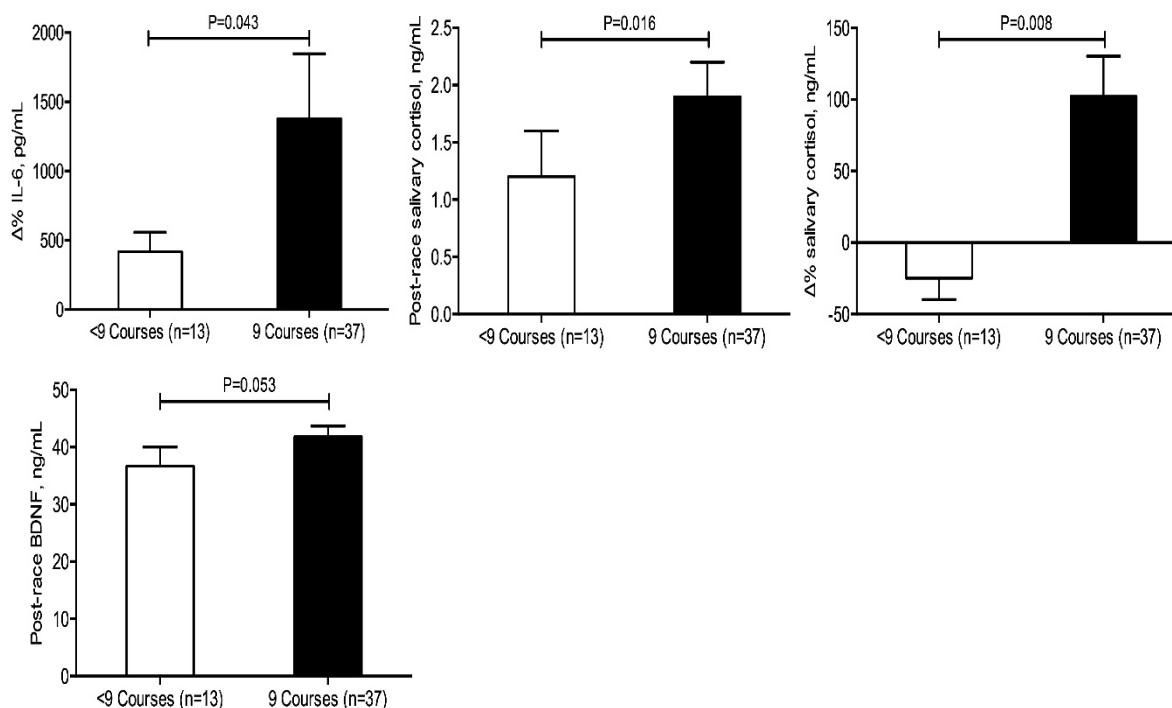 P=0.043
Δ% IL-6, pg/mL
2000
1500
1000
500
0
<9 Courses (n=13)
9 Courses (n=37)
P=0.016
Post-race salivary cortisol, ng/mL
2.5
2.0
1.5
1.0
0.5
0.0
<9 Courses (n=13)
9 Courses (n=37)
P=0.008
Δ% salivary cortisol, ng/mL
150
100
50
0
-50
<9 Courses (n=13)
9 Courses (n=37)
P=0.053
Post-race BDNF, ng/mL
50
40
30
20
10
0
<9 Courses (n=13)
9 Courses (n=37)